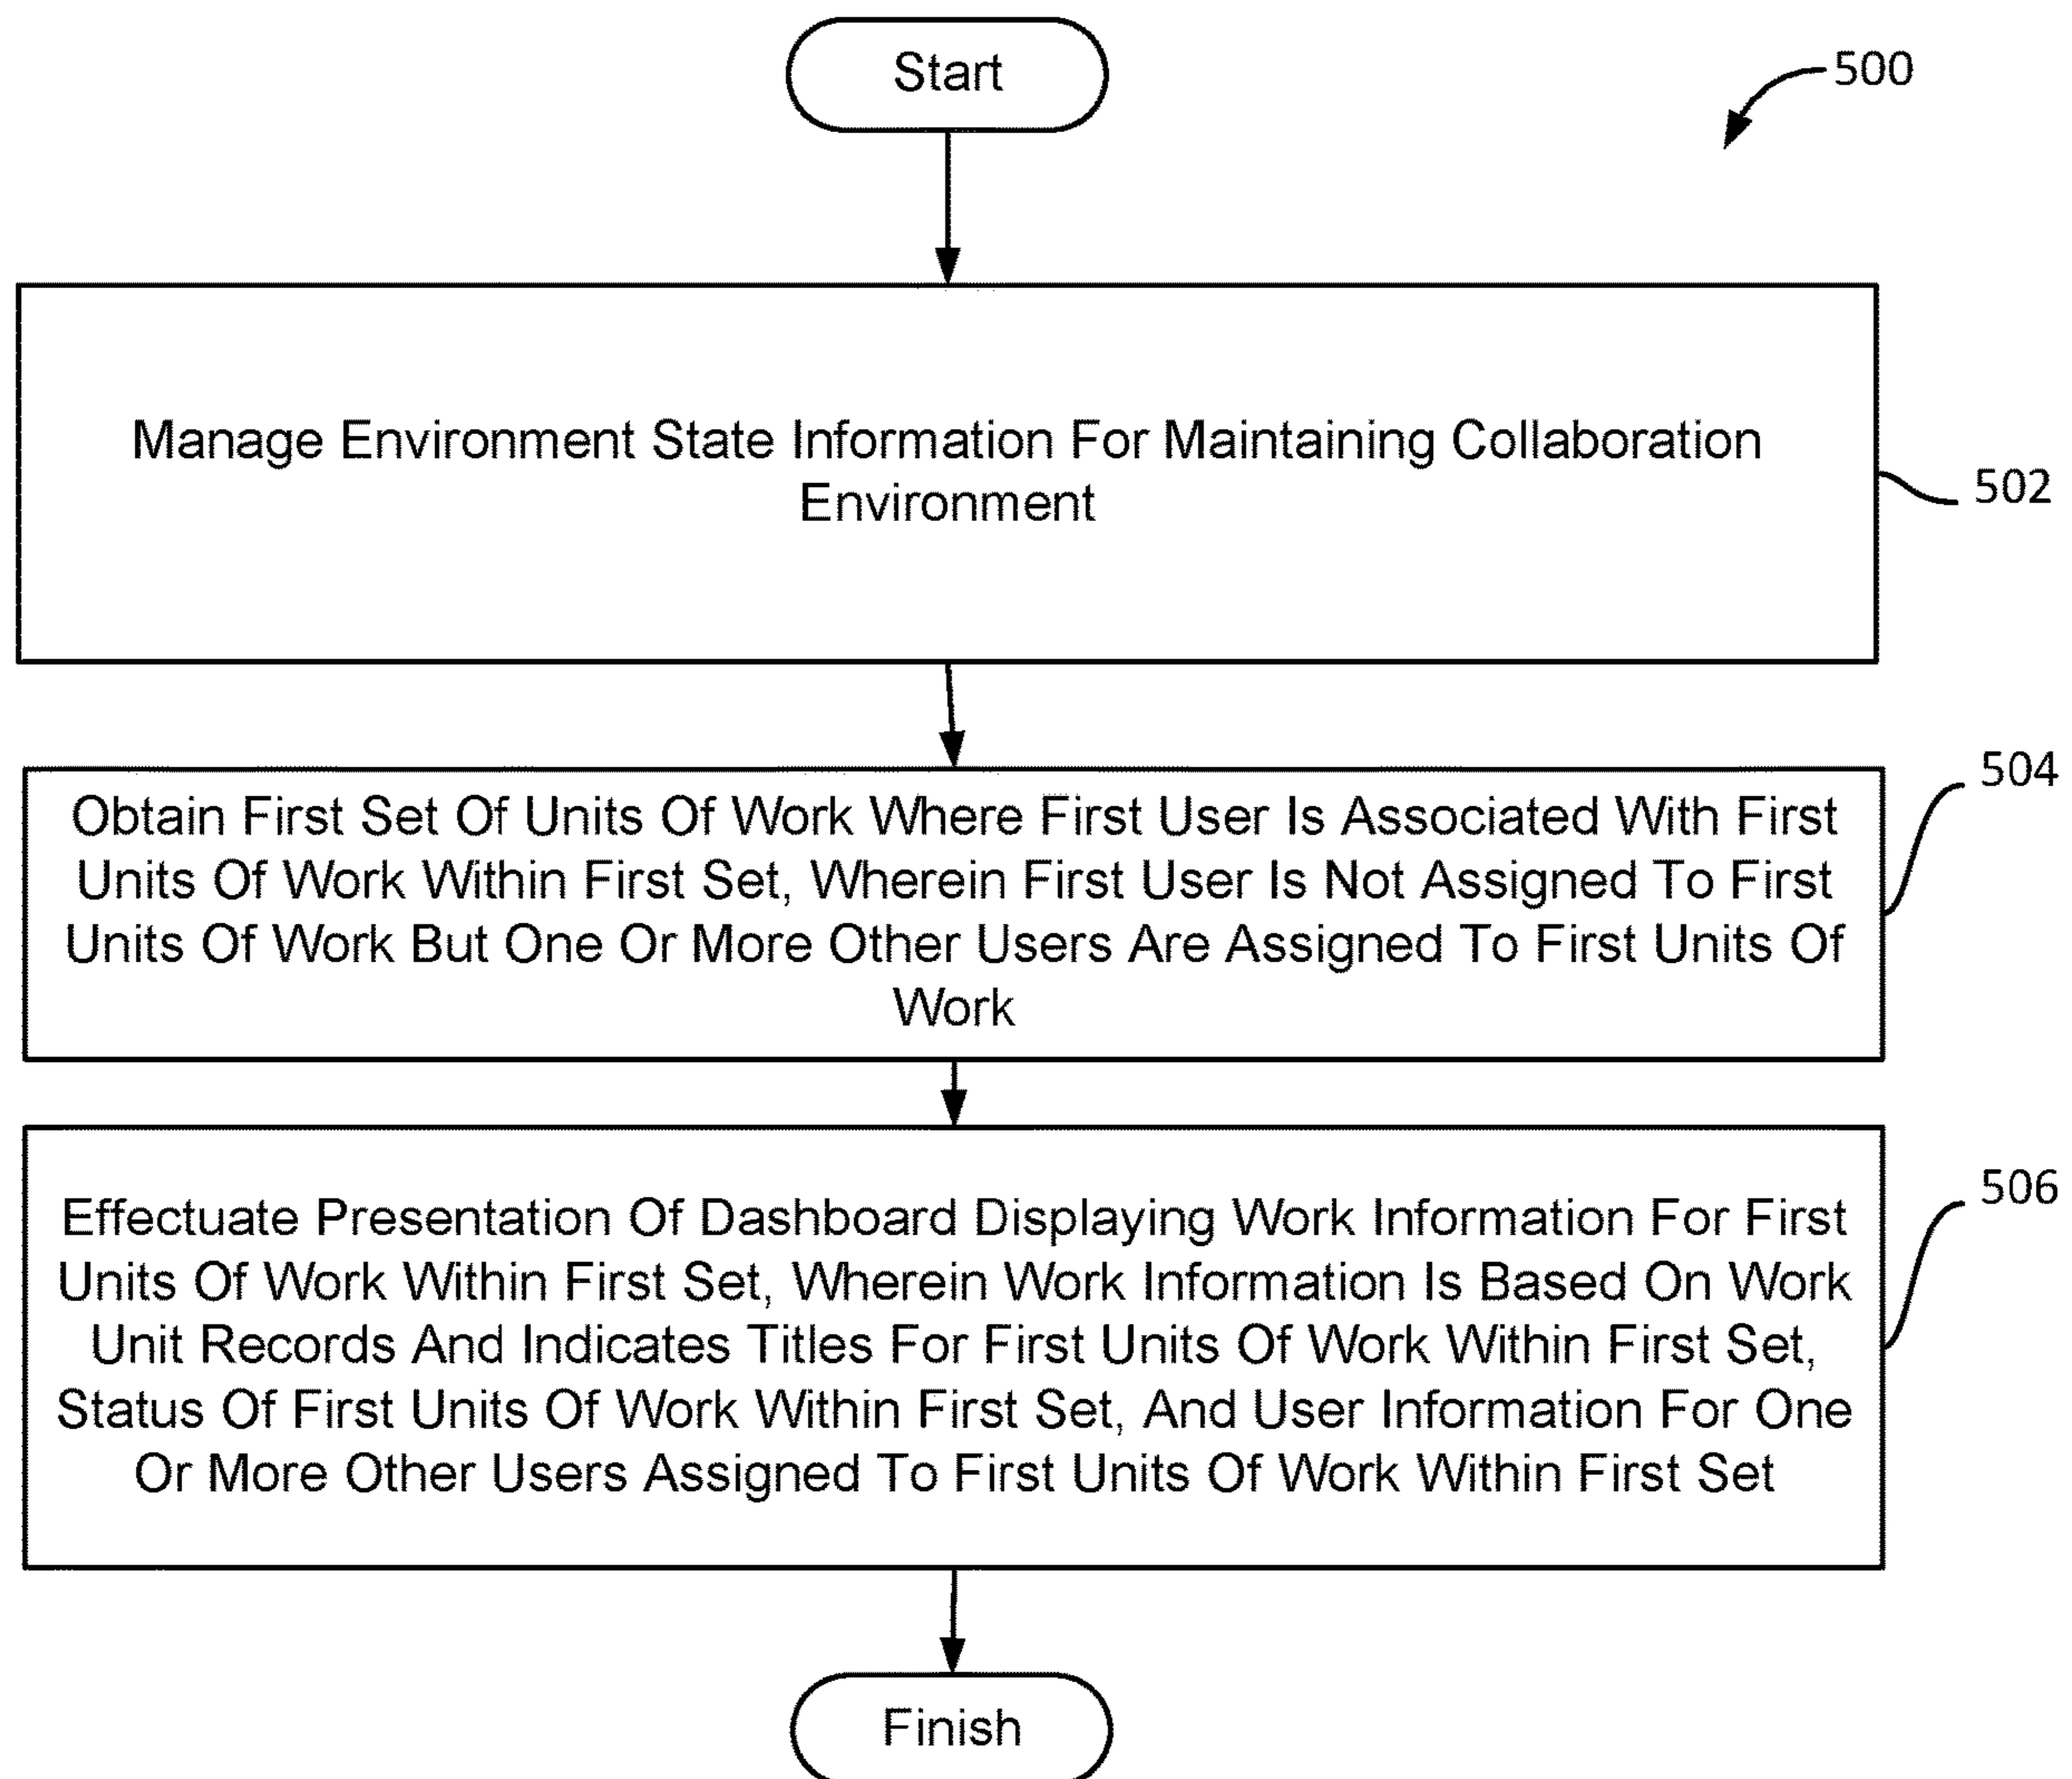 Start
500
Manage Environment State Information For Maintaining Collaboration
Environment
502
504
Obtain First Set Of Units Of Work Where First User Is Associated With First
Units Of Work Within First Set, Wherein First User Is Not Assigned To First
Units Of Work But One Or More Other Users Are Assigned To First Units Of
Work
506
Effectuate Presentation Of Dashboard Displaying Work Information For First
Units Of Work Within First Set, Wherein Work Information Is Based On Work
Unit Records And Indicates Titles For First Units Of Work Within First Set,
Status Of First Units Of Work Within First Set, And User Information For One
Or More Other Users Assigned To First Units Of Work Within First Set
Finish